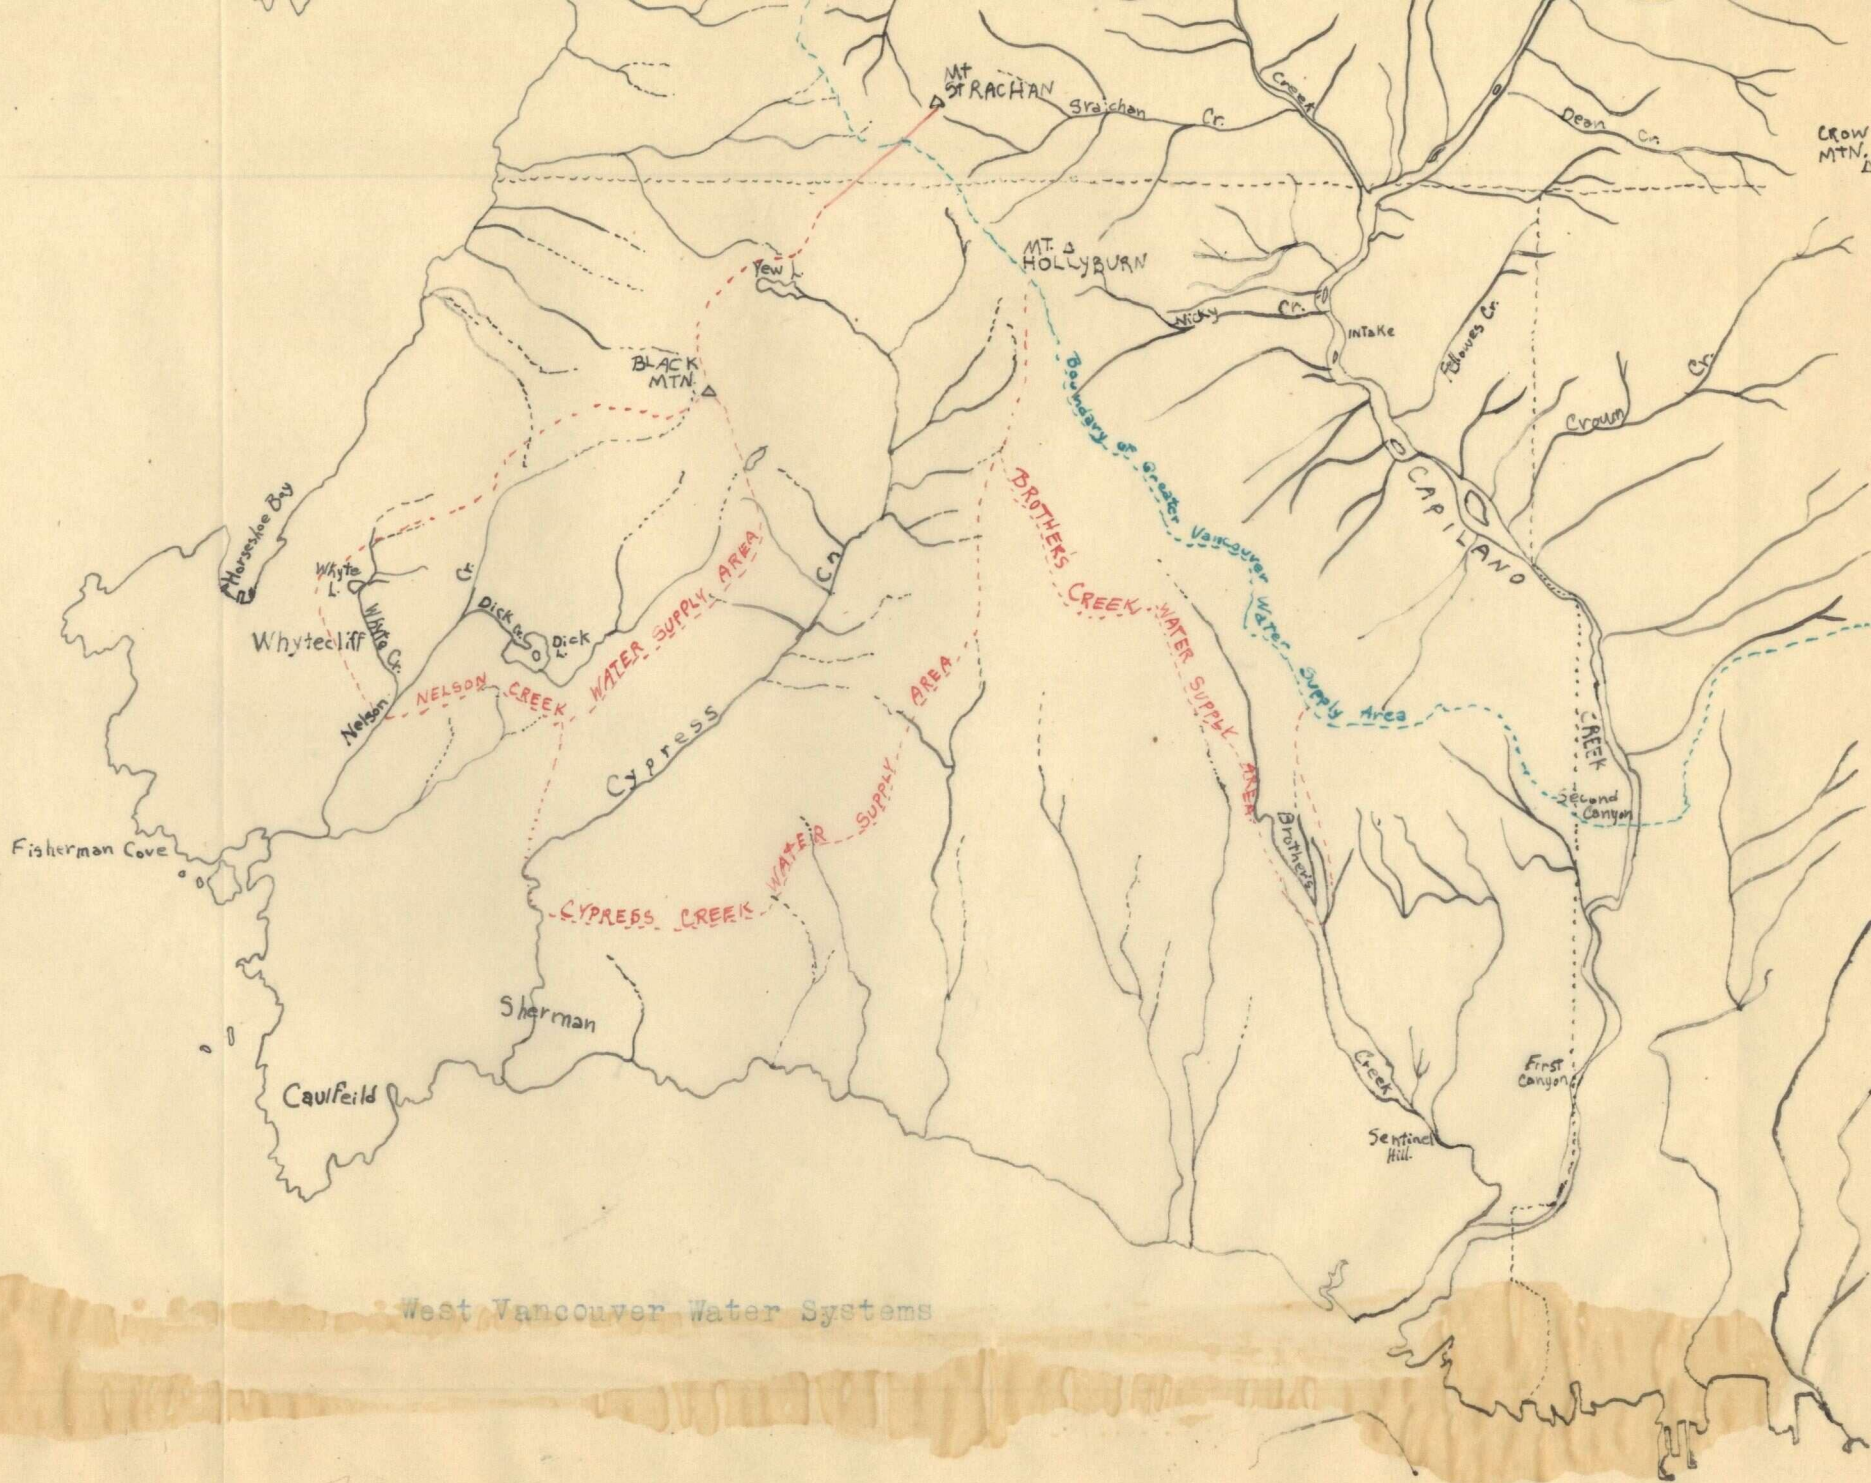 Mt
StRACHAN
Srachan Cr.
Creek
Dean Cr.
CROW
MtN.
MT.
HOLLYBURN
Yew L.
Nicky Cr.
INtake
Fellowes Cr.
BLACK
MTN.
Crown Cr.
Boundary of Greater Vancouver Water Supply Area
CAPILANO CREEK
Horseshoe Bay
BROTHERS CREEK WATER SUPPLY AREA
Whyte
L.
Whyte Cr.
Whytecliff
Dick Cr.
Dick
L.
Nelson Cr.
NELSON CREEK WATER SUPPLY AREA
Cypress Cr
CYPRESS CREEK WATER SUPPLY AREA
Second
Canyon
Brothers Creek
Fisherman Cove
Sherman
First
Canyon
Caulfeild
Sentinel
Hill.
West Vancouver Water Systems